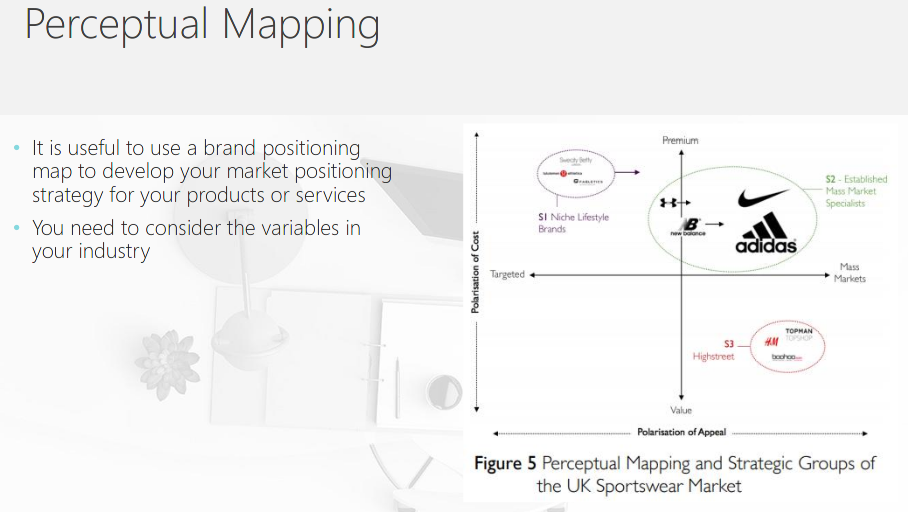 Perceptual Mapping
• It is useful to use a brand positioning
map to develop your market positioning
strategy for your products or services
• You need to consider the variables in
your industry
Premium
Sweaty Betty
lululemon athletica
FABLETICS
S1 Niche Lifestyle
Brands
S2 – Established
Mass Market
Specialists
new balance
adidas
Polarisation of Cost
Targeted
Mass
Markets
S3
Highstreet
H&M
TOPMAN
TOPSHOP
boohoo.com
Value
Polarisation of Appeal
Figure 5 Perceptual Mapping and Strategic Groups of
the UK Sportswear Market